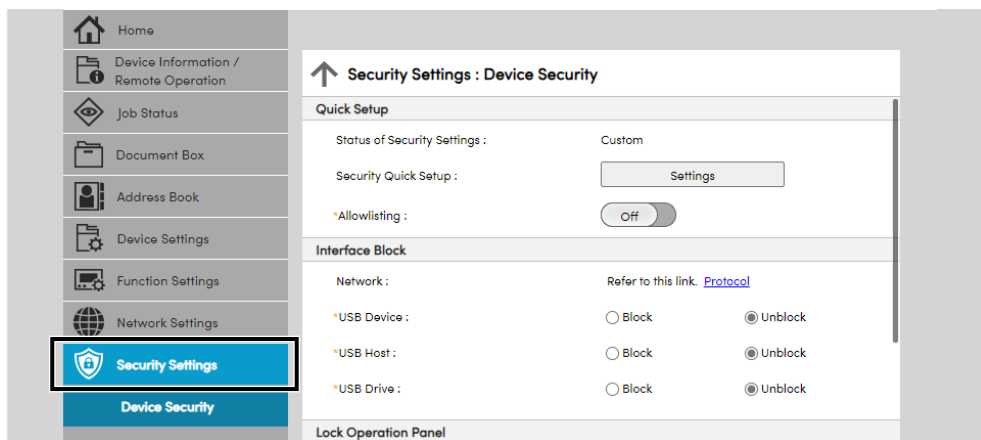 Home
Device Information /
Remote Operation
Job Status
Document Box
Address Book
Device Settings
Function Settings
Network Settings
Security Settings
Device Security
Security Settings : Device Security
Quick Setup
Status of Security Settings : Custom
Security Quick Setup : Settings
*Allowlisting : Off
Interface Block
Network : Refer to this link. Protocol
*USB Device : Block Unblock
*USB Host : Block Unblock
*USB Drive : Block Unblock
Lock Operation Panel